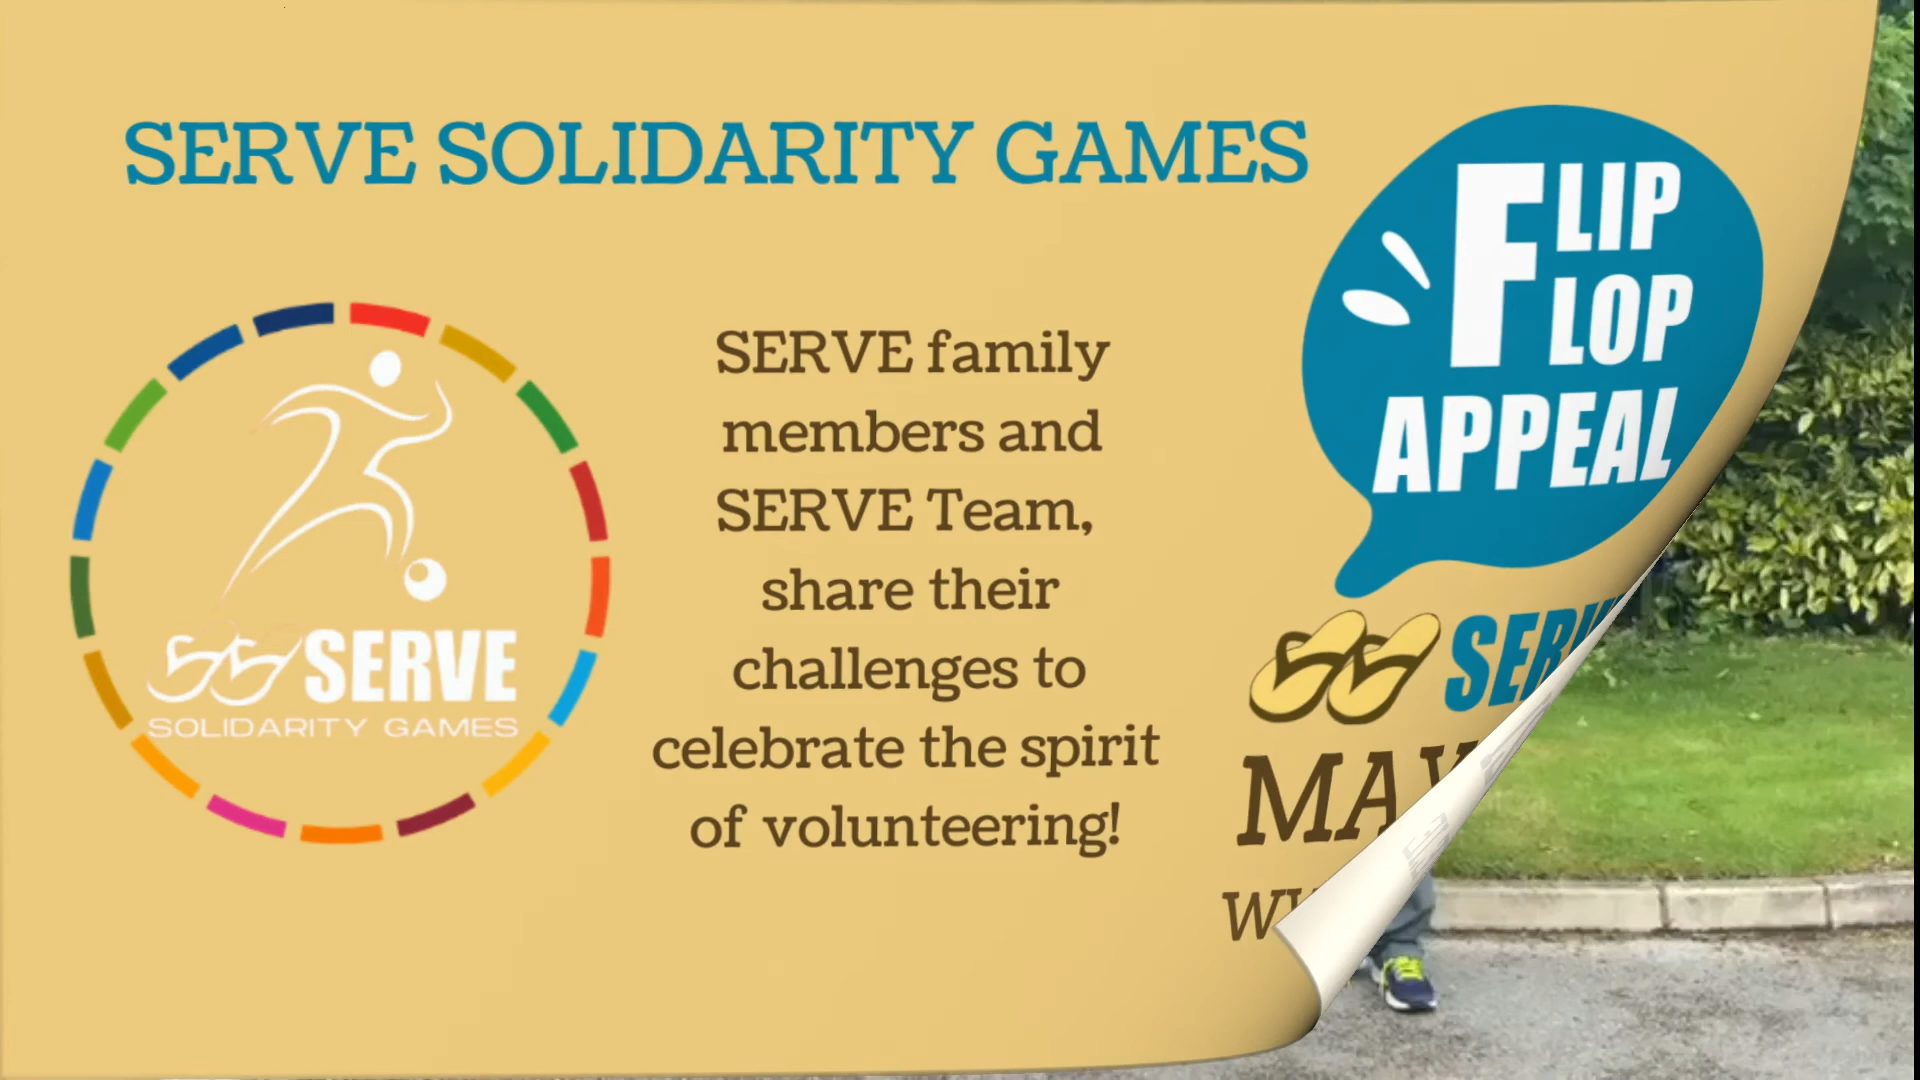 SERVE SOLIDARITY GAMES
SERVE family
members and
SERVE Team,
share their
challenges to
celebrate the spirit
of volunteering!
SERVE
SOLIDARITY GAMES
FLIP
FLOP
APPEAL